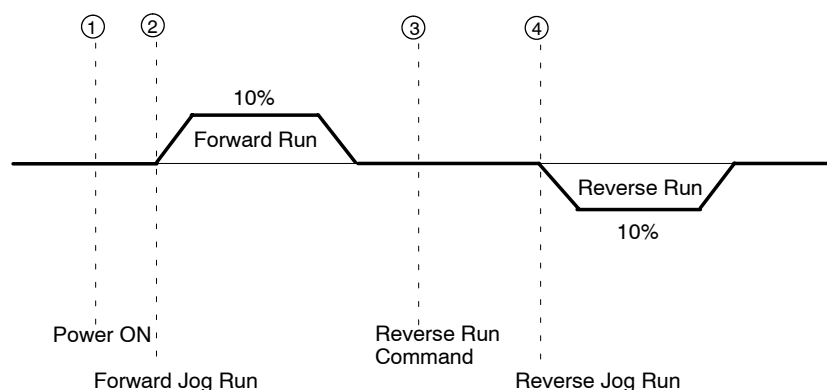 ① ② ③ ④
10%
Forward Run
Reverse Run
10%
Power ON
Reverse Run
Command
Forward Jog Run
Reverse Jog Run